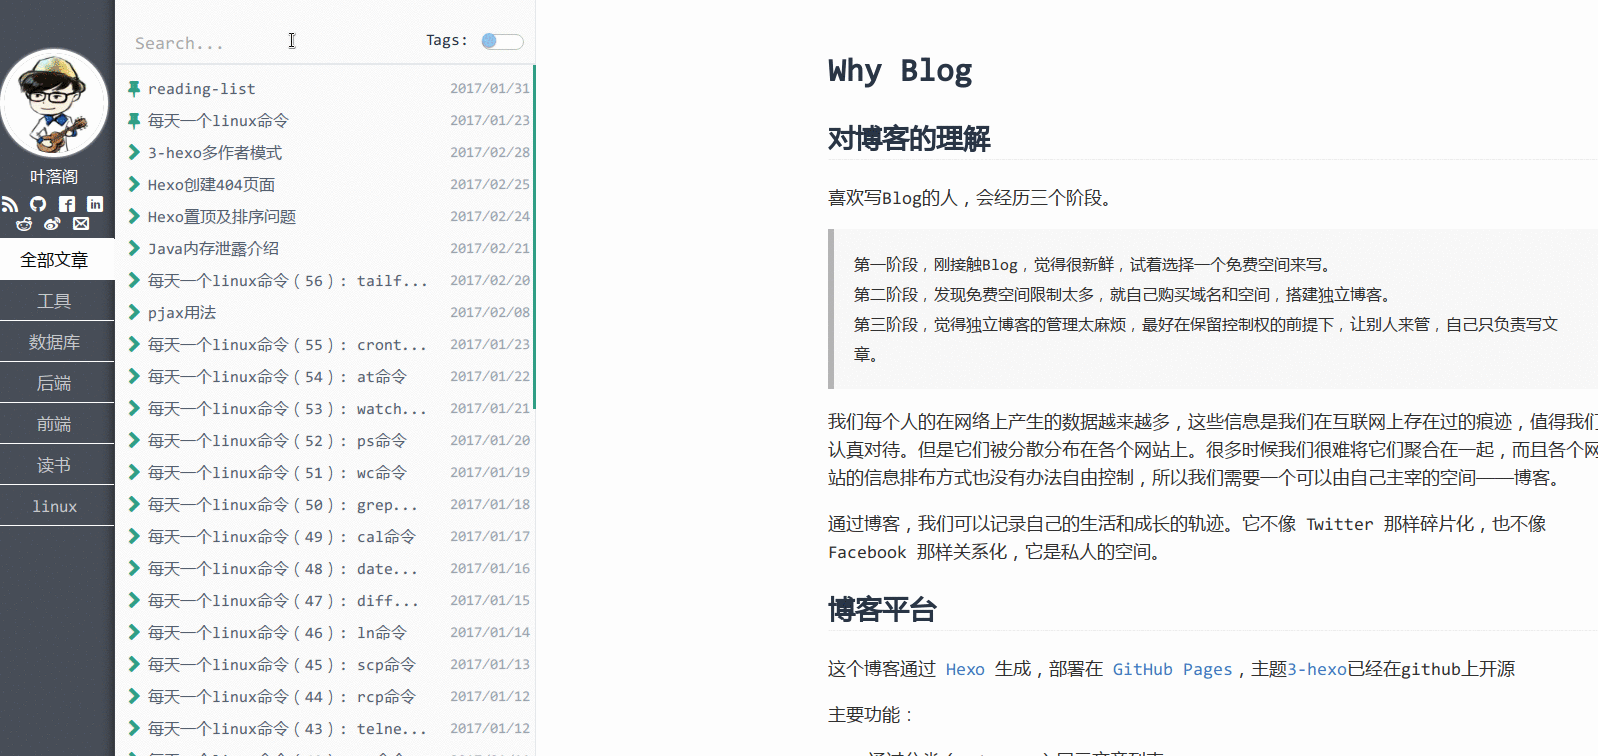 叶落阁
全部文章
工具
数据库
后端
前端
读书
linux
Search...
Tags:
reading-list 2017/01/31
每天一个linux命令 2017/01/23
3-hexo多作者模式 2017/02/28
Hexo创建404页面 2017/02/25
Hexo置顶及排序问题 2017/02/24
Java内存泄露介绍 2017/02/21
每天一个linux命令（56）: tailf... 2017/02/20
pjax用法 2017/02/08
每天一个linux命令（55）: cront... 2017/01/23
每天一个linux命令（54）: at命令 2017/01/22
每天一个linux命令（53）: watch... 2017/01/21
每天一个linux命令（52）: ps命令 2017/01/20
每天一个linux命令（51）: wc命令 2017/01/19
每天一个linux命令（50）: grep... 2017/01/18
每天一个linux命令（49）: cal命令 2017/01/17
每天一个linux命令（48）: date... 2017/01/16
每天一个linux命令（47）: diff... 2017/01/15
每天一个linux命令（46）: ln命令 2017/01/14
每天一个linux命令（45）: scp命令 2017/01/13
每天一个linux命令（44）: rcp命令 2017/01/12
每天一个linux命令（43）: telne... 2017/01/12
Why Blog
对博客的理解
喜欢写Blog的人，会经历三个阶段。
第一阶段，刚接触Blog，觉得很新鲜，试着选择一个免费空间来写。
第二阶段，发现免费空间限制太多，就自己购买域名和空间，搭建独立博客。
第三阶段，觉得独立博客的管理太麻烦，最好在保留控制权的前提下，让别人来管，自己只负责写文
章。
我们每个人的在网络上产生的数据越来越多，这些信息是我们在互联网上存在过的痕迹，值得我们
认真对待。但是它们被分散分布在各个网站上。很多时候我们很难将它们聚合在一起，而且各个网
站的信息排布方式也没有办法自由控制，所以我们需要一个可以由自己主宰的空间——博客。
通过博客，我们可以记录自己的生活和成长的轨迹。它不像 Twitter 那样碎片化，也不像
Facebook 那样关系化，它是私人的空间。
博客平台
这个博客通过 Hexo 生成，部署在 GitHub Pages，主题3-hexo已经在github上开源
主要功能：